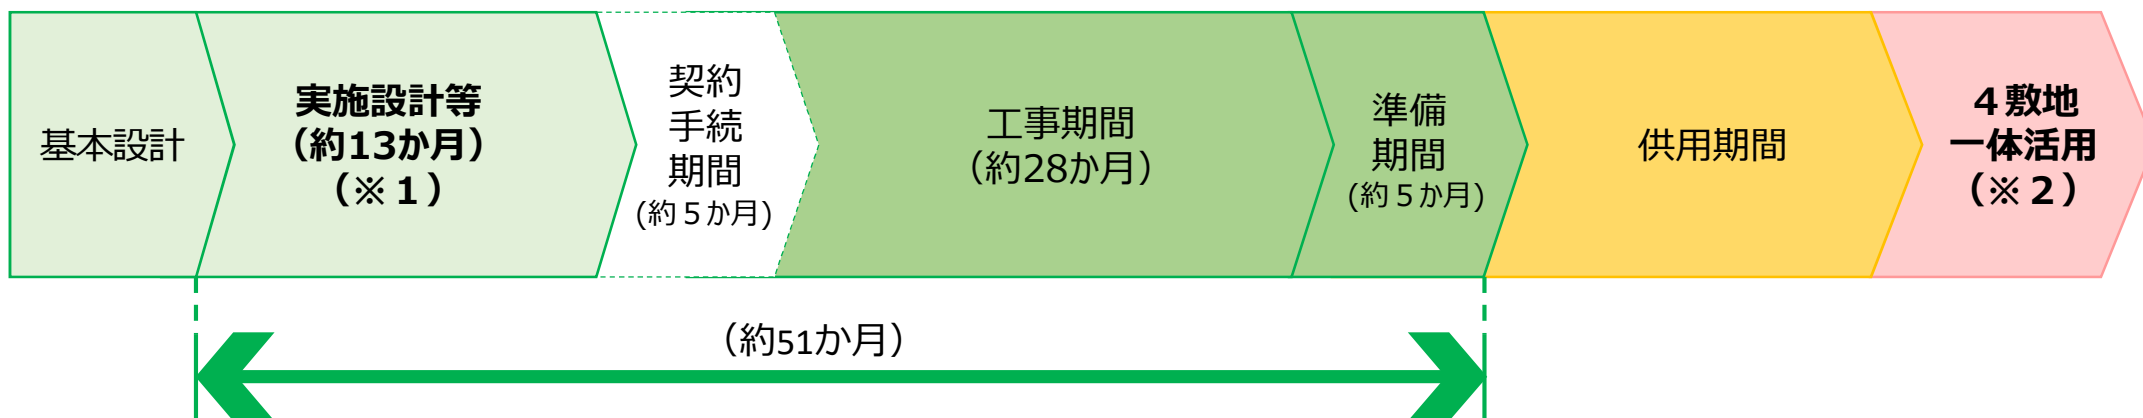 基本設計
実施設計等
（約13か月）
（※１）
契約
手続
期間
(約５か月)
工事期間
（約28か月）
準備
期間
(約５か月)
供用期間
４敷地
一体活用
（※２）
（約51か月）